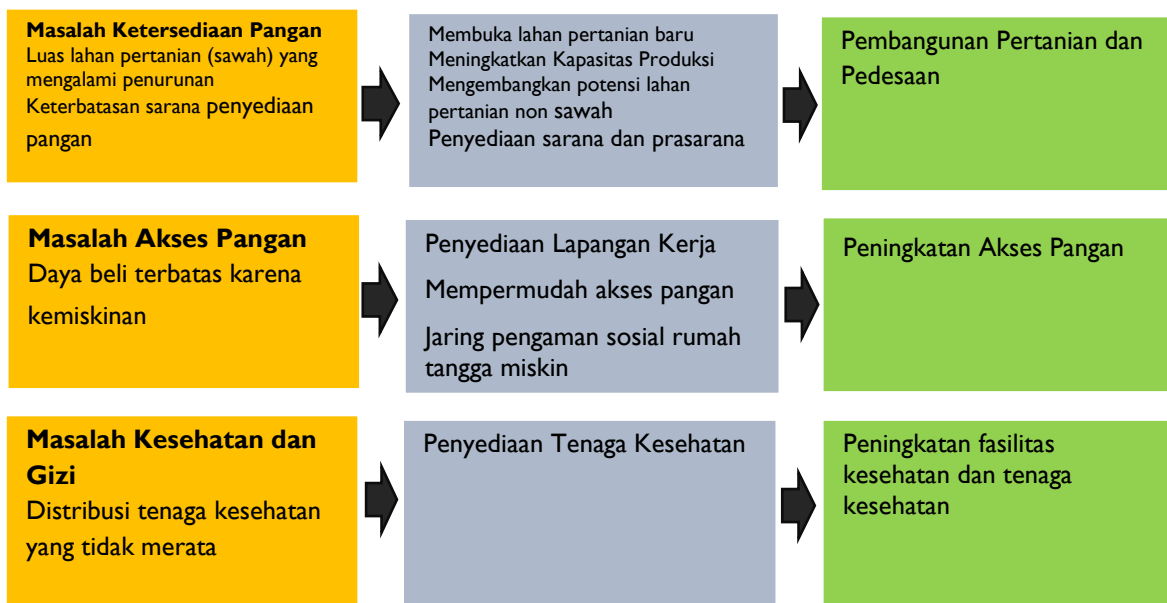 Masalah Ketersediaan Pangan
Luas lahan pertanian (sawah) yang
mengalami penurunan
Keterbatasan sarana penyediaan
pangan
Membuka lahan pertanian baru
Meningkatkan Kapasitas Produksi
Mengembangkan potensi lahan
pertanian non sawah
Penyediaan sarana dan prasarana
Pembangunan Pertanian dan
Pedesaan
Masalah Akses Pangan
Daya beli terbatas karena
kemiskinan
Penyediaan Lapangan Kerja
Mempermudah akses pangan
Jaring pengaman sosial rumah
tangga miskin
Peningkatan Akses Pangan
Masalah Kesehatan dan
Gizi
Distribusi tenaga kesehatan
yang tidak merata
Penyediaan Tenaga Kesehatan
Peningkatan fasilitas
kesehatan dan tenaga
kesehatan